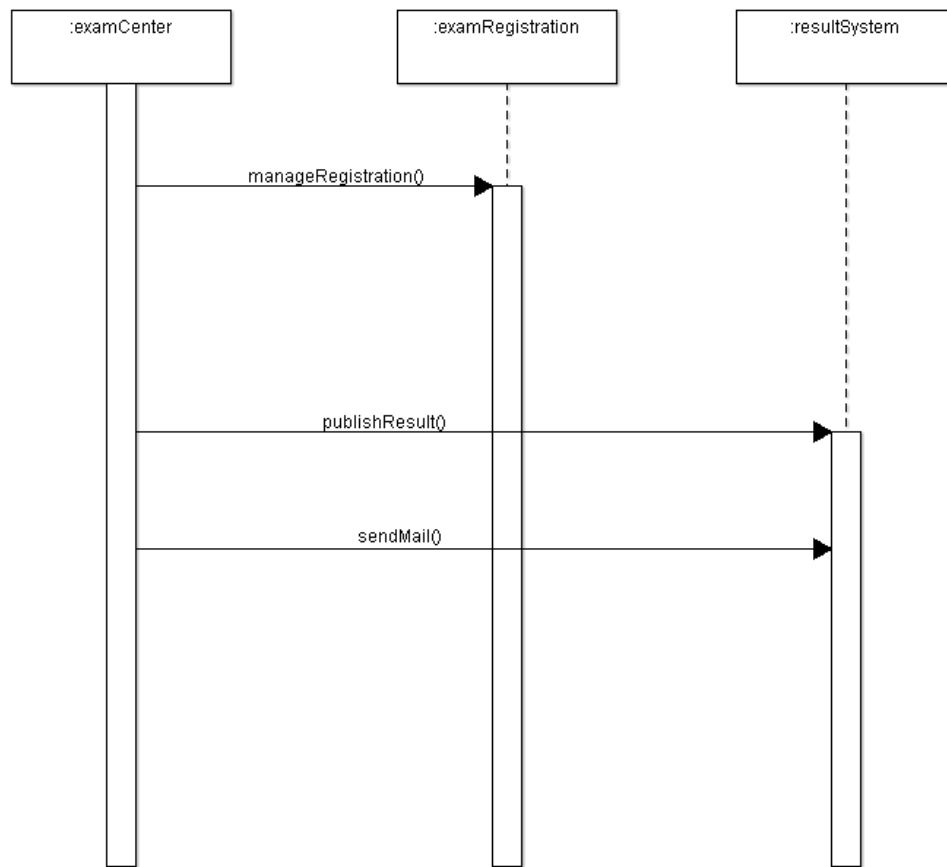 :examCenter
:examRegistration
:resultSystem
manageRegistration()
publishResult()
sendMail()